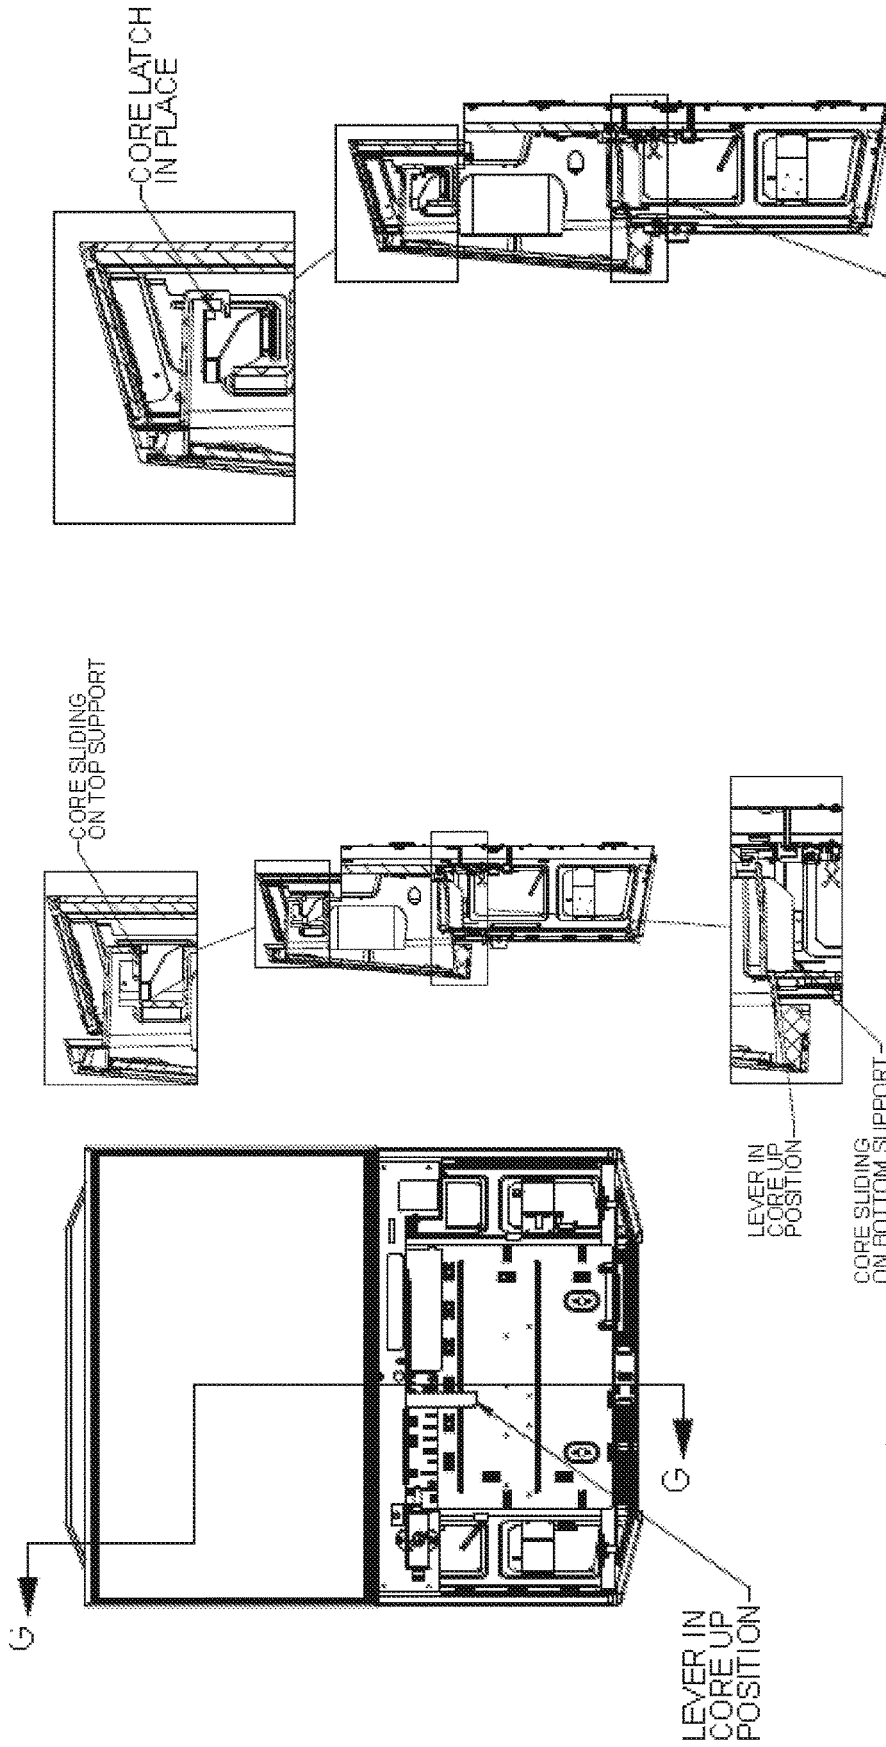 CORE LATCH
IN PLACE
CORE SLIDING
ON TOP SUPPORT
LEVER IN
CORE UP
POSITION
CORE SLIDING
ON BOTTOM SUPPORT
G
G
LEVER IN
CORE UP
POSITION